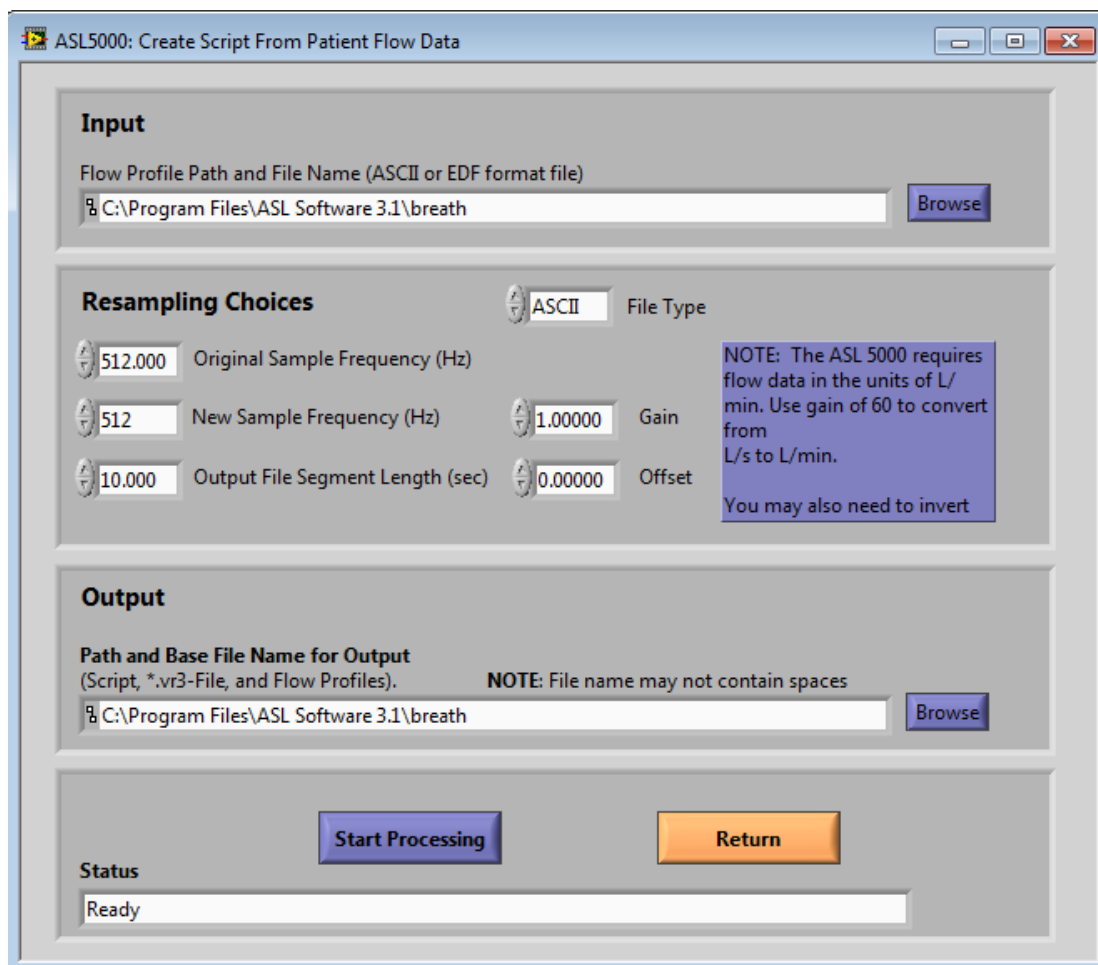 ASL5000: Create Script From Patient Flow Data
Input
Flow Profile Path and File Name (ASCII or EDF format file)
C:\Program Files\ASL Software 3.1\breath
Browse
Resampling Choices
ASCII File Type
512.000 Original Sample Frequency (Hz)
512 New Sample Frequency (Hz)
1.00000 Gain
10.000 Output File Segment Length (sec)
0.00000 Offset
NOTE: The ASL 5000 requires
flow data in the units of L/
min. Use gain of 60 to convert
from
L/s to L/min.
You may also need to invert
Output
Path and Base File Name for Output
(Script, *.vr3-File, and Flow Profiles). NOTE: File name may not contain spaces
C:\Program Files\ASL Software 3.1\breath
Browse
Start Processing
Return
Status
Ready